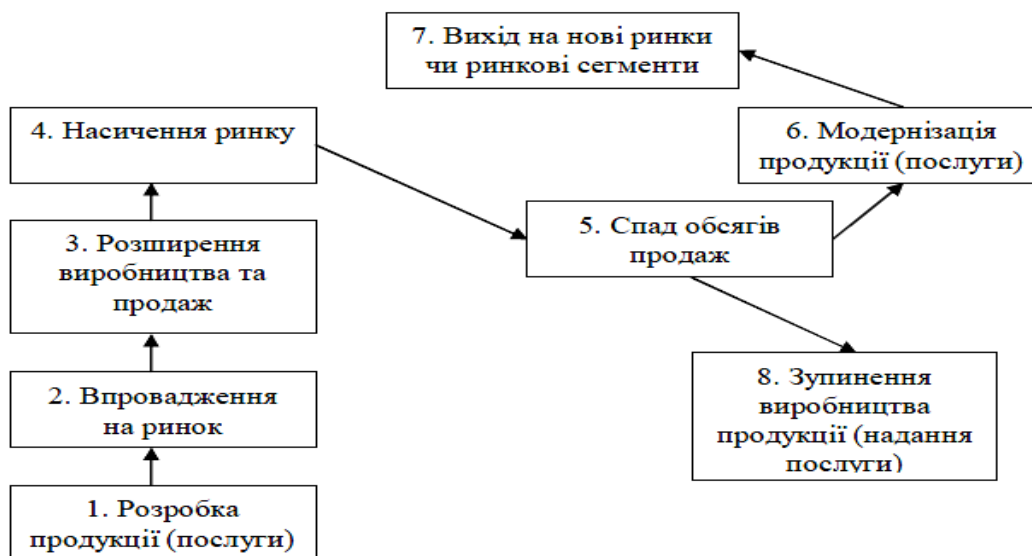 7. Вихід на нові ринки
чи ринкові сегменти
4. Насичення ринку
6. Модернізація
продукції (послуги)
5. Спад обсягів
продаж
3. Розширення
виробництва та
продаж
8. Зупинення
виробництва
продукції (надання
послуги)
2. Впровадження
на ринок
1. Розробка
продукції (послуги)